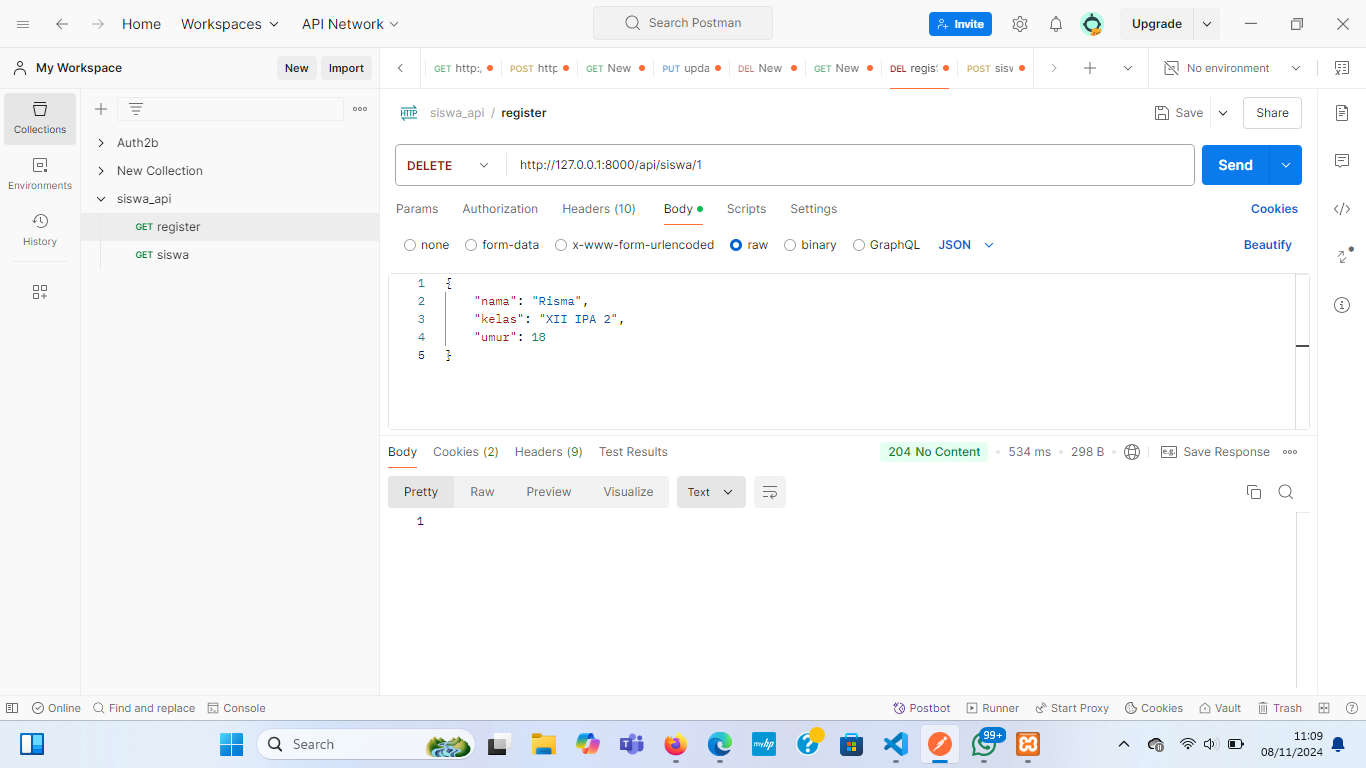 Home Workspaces API Network Search Postman Invite Upgrade
My Workspace New Import GET http:, POST http GET New PUT upda DEL New GET New DEL regis POST sisw No environment
Collections
Environments
History
Auth2b
New Collection
siswa_api
GET register
GET siswa
HTTP siswa_api / register Save Share
DELETE http://127.0.0.1:8000/api/siswa/1 Send
Params Authorization Headers (10) Body Scripts Settings Cookies
none form-data x-www-form-urlencoded raw binary GraphQL JSON Beautify
1 {
2 "nama": "Risma",
3 "kelas": "XII IPA 2",
4 "umur": 18
5 }
Body Cookies (2) Headers (9) Test Results 204 No Content 534 ms 298 B e.g. Save Response
Pretty Raw Preview Visualize Text
1
Online Find and replace Console Postbot Runner Start Proxy Cookies Vault Trash
Search myhp 99+ 11:09
08/11/2024